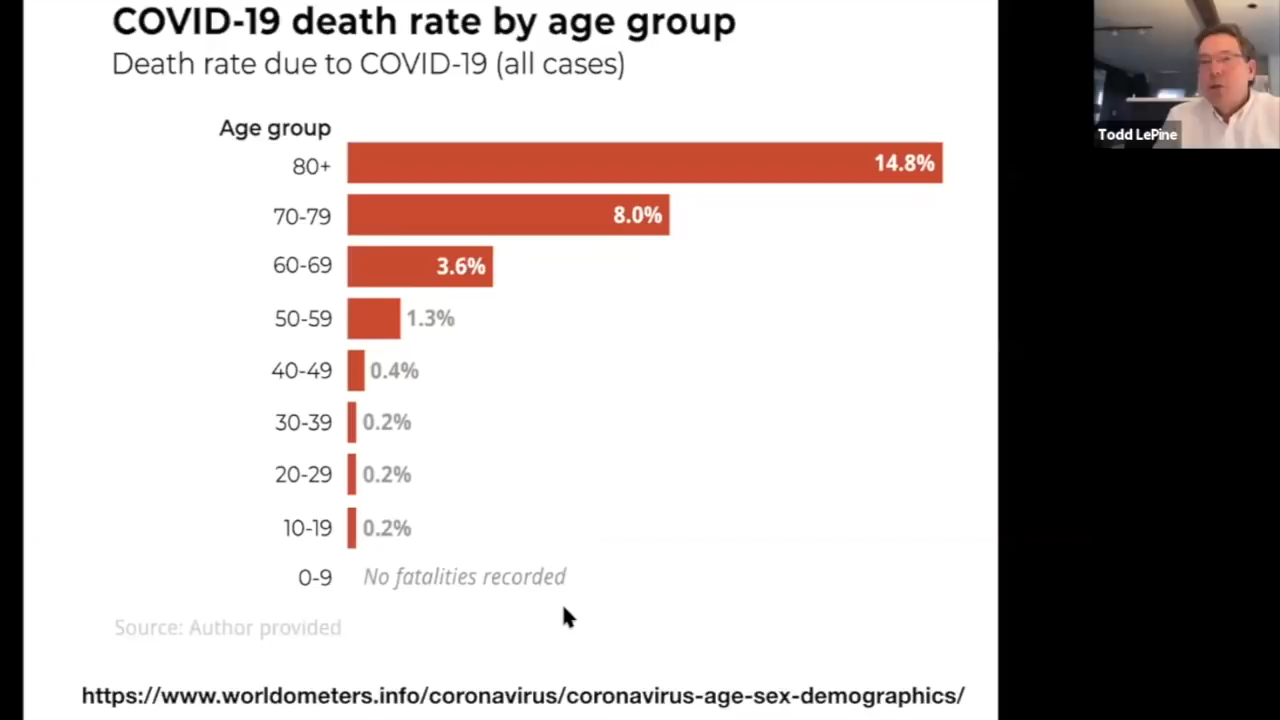 COVID-19 death rate by age group
Death rate due to COVID-19 (all cases)
Age group
80+ 14.8%
70-79 8.0%
60-69 3.6%
50-59 1.3%
40-49 0.4%
30-39 0.2%
20-29 0.2%
10-19 0.2%
0-9 No fatalities recorded
Source: Author provided
https://www.worldometers.info/coronavirus/coronavirus-age-sex-demographics/
Todd LePine